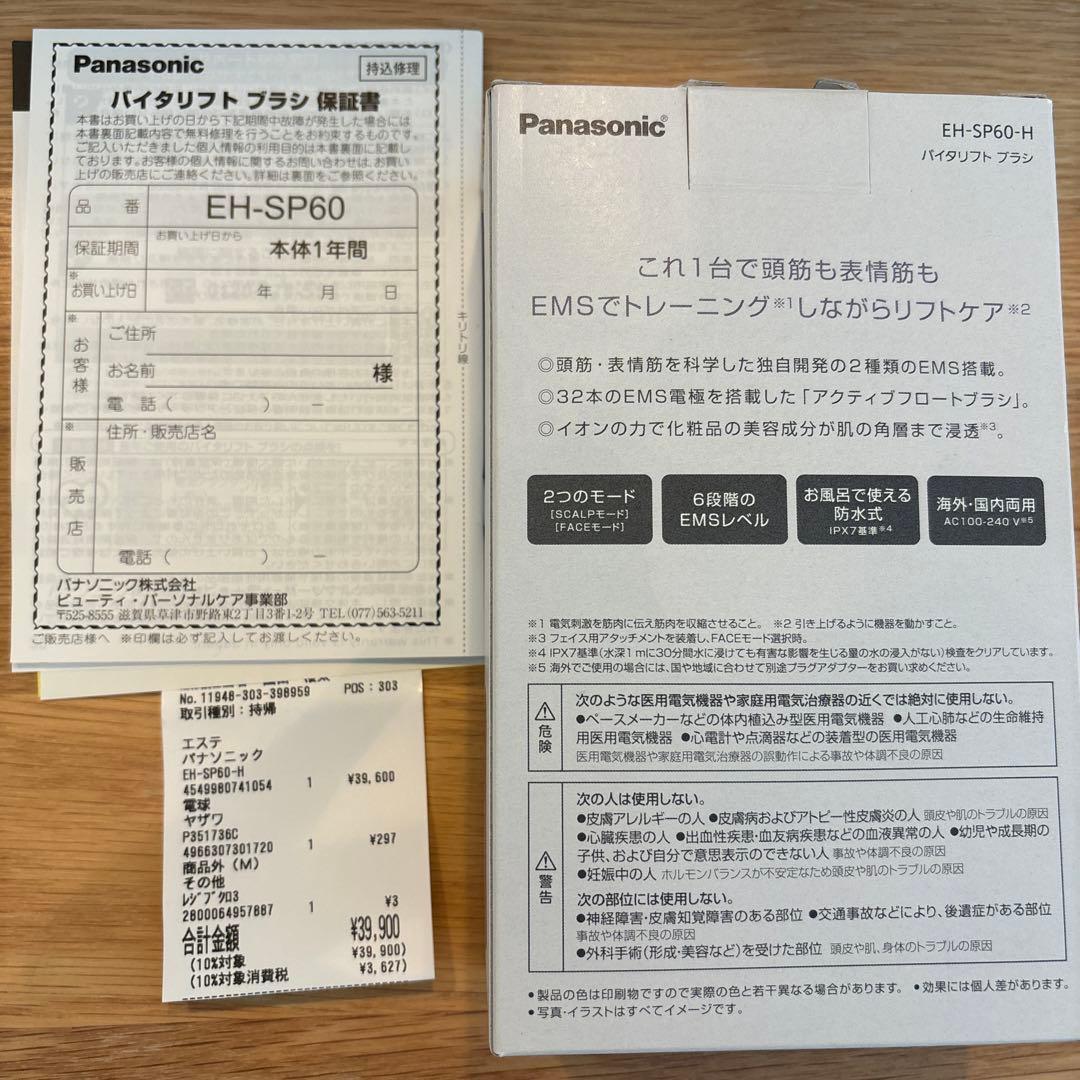 Panasonic
持込修理
バイタリフト ブラシ 保証書
本書はお買い上げの日から下記期間中故障が発生した場合には
本書裏面記載内容で無料修理を行うことをお約束するものです。
ご記入いただきました個人情報の利用目的は本書裏面に記載し
ております。お客様の個人情報に関するお問い合わせは、お買い
上げの販売店にご連絡ください。詳細は裏面をご参照ください。
品 番 EH-SP60
保証期間 お買い上げ日から 本体1年間
※お買い上げ日 年 月 日
※お客様
ご住所
お名前 様
電 話 ( ) ー
※販売店
住所・販売店名
電話 ( ) ー
キリトリ線
パナソニック株式会社
ビューティ・パーソナルケア事業部
〒525-8555 滋賀県草津市野路東2丁目3番1-2号 TEL(077)563-5211
ご販売店様へ ※印欄は必ず記入してお渡しください。
No.11948-303-398959 POS:303
取引種別:持帰
エステ
パナソニック
EH-SP60-H
4549980741054 1 ¥39,600
電球
ヤザワ
P351736C
4966307301720 1 ¥297
商品外(M)
その他
レジブクロ3
2800064957887 1 ¥3
合計金額 ¥39,900
(10%対象 ¥39,900)
(10%対象消費税 ¥3,627)
Panasonic®
EH-SP60-H
バイタリフト ブラシ
これ1台で頭筋も表情筋も
EMSでトレーニング※1しながらリフトケア※2
◎頭筋・表情筋を科学した独自開発の2種類のEMS搭載。
◎32本のEMS電極を搭載した「アクティブフロートブラシ」。
◎イオンの力で化粧品の美容成分が肌の角層まで浸透※3。
2つのモード
[SCALPモード]
[FACEモード]
6段階の
EMSレベル
お風呂で使える
防水式
IPX7基準※4
海外・国内両用
AC100-240 V※5
※1 電気刺激を筋肉に伝え筋肉を収縮させること。 ※2 引き上げるように機器を動かすこと。
※3 フェイス用アタッチメントを装着し、FACEモード選択時。
※4 IPX7基準(水深1mに30分間水に浸けても有害な影響を生じる量の水の浸入がない)検査をクリアしています。
※5 海外でご使用の場合には、国や地域に合わせて別途プラグアダプターをお買い求めください。
危険
次のような医用電気機器や家庭用電気治療器の近くでは絶対に使用しない。
●ペースメーカーなどの体内植込み型医用電気機器 ●人工心肺などの生命維持
用医用電気機器 ●心電計や点滴器などの装着型の医用電気機器
医用電気機器や家庭用電気治療器の誤動作による事故や体調不良の原因
警告
次の人は使用しない。
●皮膚アレルギーの人 ●皮膚病およびアトピー性皮膚炎の人 頭皮や肌のトラブルの原因
●心臓疾患の人 ●出血性疾患・血友病疾患などの血液異常の人 ●幼児や成長期の
子供、および自分で意思表示のできない人 事故や体調不良の原因
●妊娠中の人 ホルモンバランスが不安定なため頭皮や肌のトラブルの原因
次の部位には使用しない。
●神経障害・皮膚知覚障害のある部位 ●交通事故などにより、後遺症がある部位
事故や体調不良の原因
●外科手術(形成・美容など)を受けた部位 頭皮や肌、身体のトラブルの原因
●製品の色は印刷物ですので実際の色と若干異なる場合があります。 ●効果には個人差があります。
●写真・イラストはすべてイメージです。